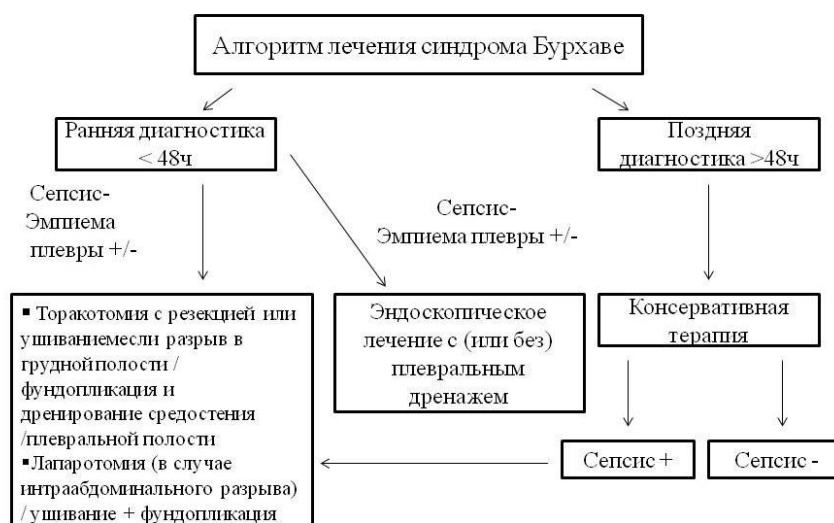 Алгоритм лечения синдрома Бурхаве
Ранняя диагностика
< 48ч
Поздняя
диагностика >48ч
Сепсис-
Эмпиема
плевры +/-
Сепсис-
Эмпиема плевры +/-
▪ Торакотомия с резекцией или
ушиваниемесли разрыв в
грудной полости /
фундопликация и
дренирование средостения
/плевральной полости
▪Лапаротомия (в случае
интраабдоминального разрыва)
/ ушивание + фундопликация
Эндоскопическое
лечение с (или без)
плевральным
дренажем
Консервативная
терапия
Сепсис +
Сепсис -